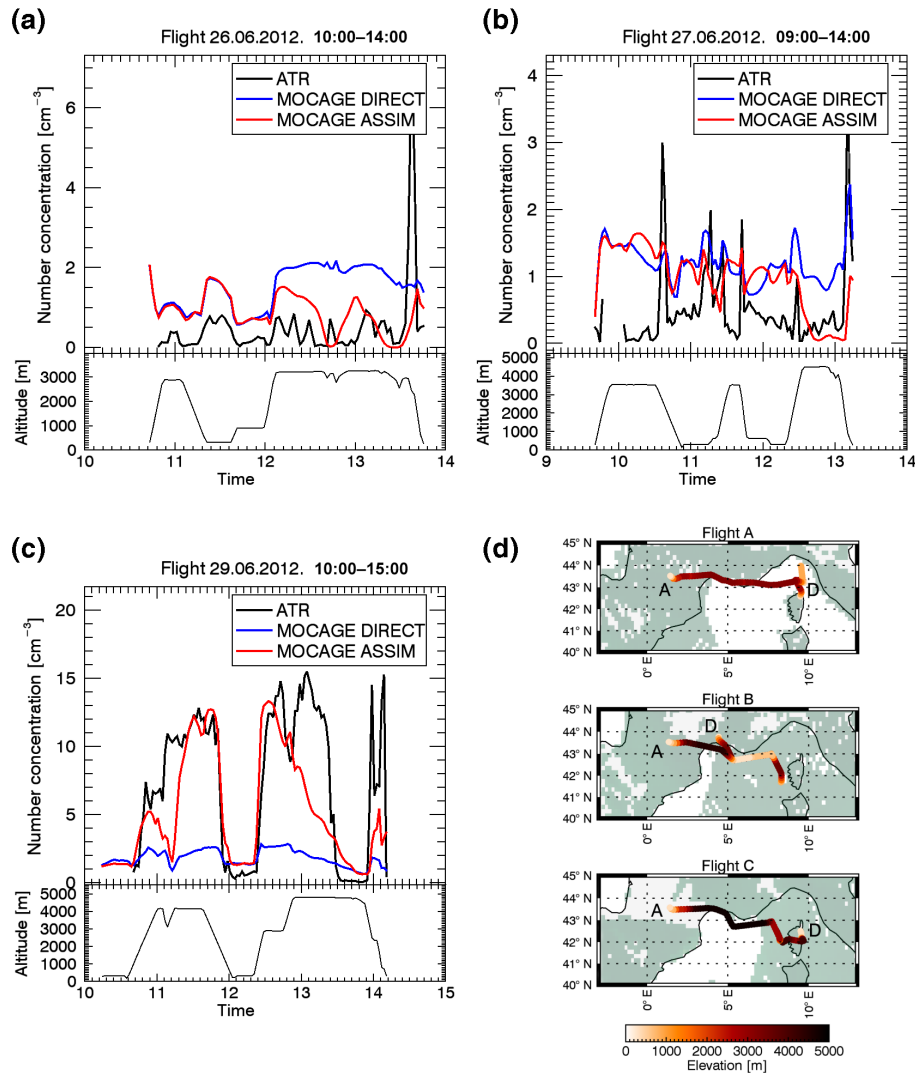 (a)
Flight 26.06.2012. 10:00–14:00
ATR
MOCAGE DIRECT
MOCAGE ASSIM
Number concentration [cm⁻³]
6
4
2
0
Altitude [m]
3000
2000
1000
0
10 11 12 13 14
Time
(b)
Flight 27.06.2012. 09:00–14:00
ATR
MOCAGE DIRECT
MOCAGE ASSIM
Number concentration [cm⁻³]
4
3
2
1
0
Altitude [m]
5000
4000
3000
2000
1000
0
9 10 11 12 13 14
Time
(c)
Flight 29.06.2012. 10:00–15:00
ATR
MOCAGE DIRECT
MOCAGE ASSIM
Number concentration [cm⁻³]
20
15
10
5
0
Altitude [m]
5000
4000
3000
2000
1000
0
10 11 12 13 14 15
Time
(d)
Flight A
45° N
44° N
43° N
42° N
41° N
40° N
A
D
0° E 5° E 10° E
Flight B
45° N
44° N
43° N
42° N
41° N
40° N
A
D
0° E 5° E 10° E
Flight C
45° N
44° N
43° N
42° N
41° N
40° N
A
D
0° E 5° E 10° E
0 1000 2000 3000 4000 5000
Elevation [m]